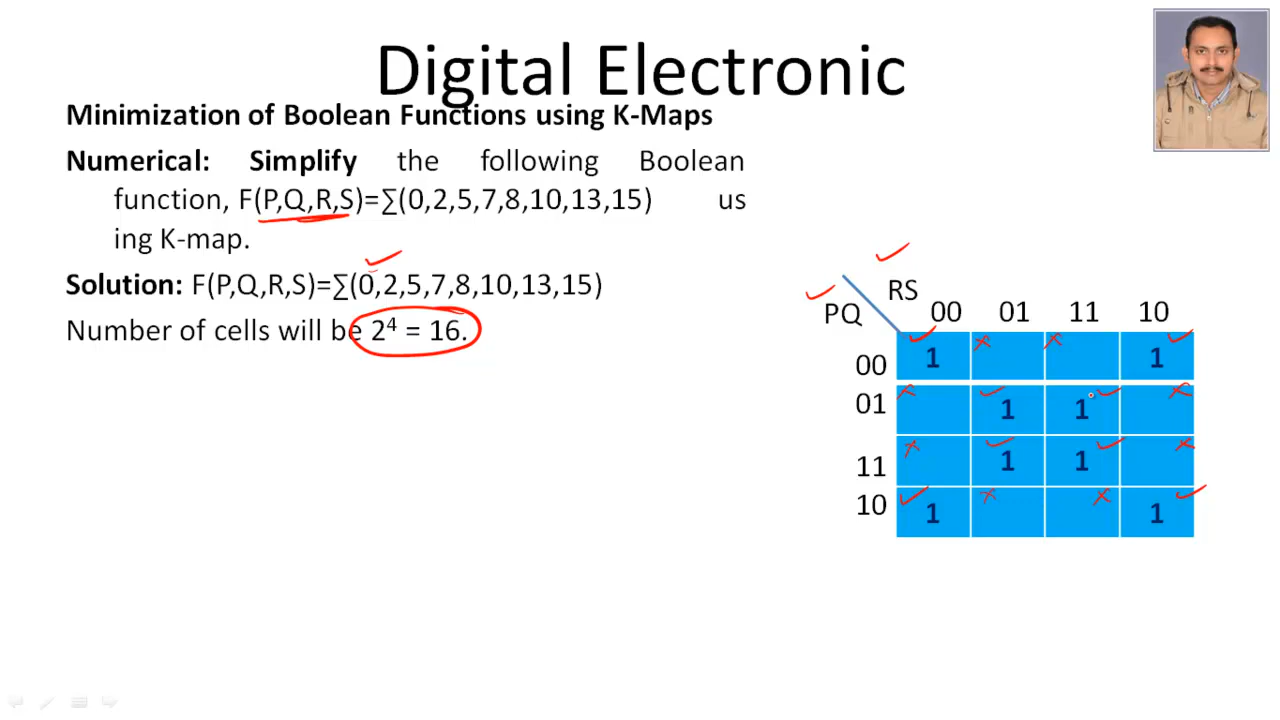 Digital Electronic
Minimization of Boolean Functions using K-Maps
Numerical: Simplify the following Boolean
function, F(P,Q,R,S)=∑(0,2,5,7,8,10,13,15) us
ing K-map.
Solution: F(P,Q,R,S)=∑(0,2,5,7,8,10,13,15)
Number of cells will be 2⁴ = 16.
RS
PQ 00 01 11 10
00 1 1
01 1 1
11 1 1
10 1 1